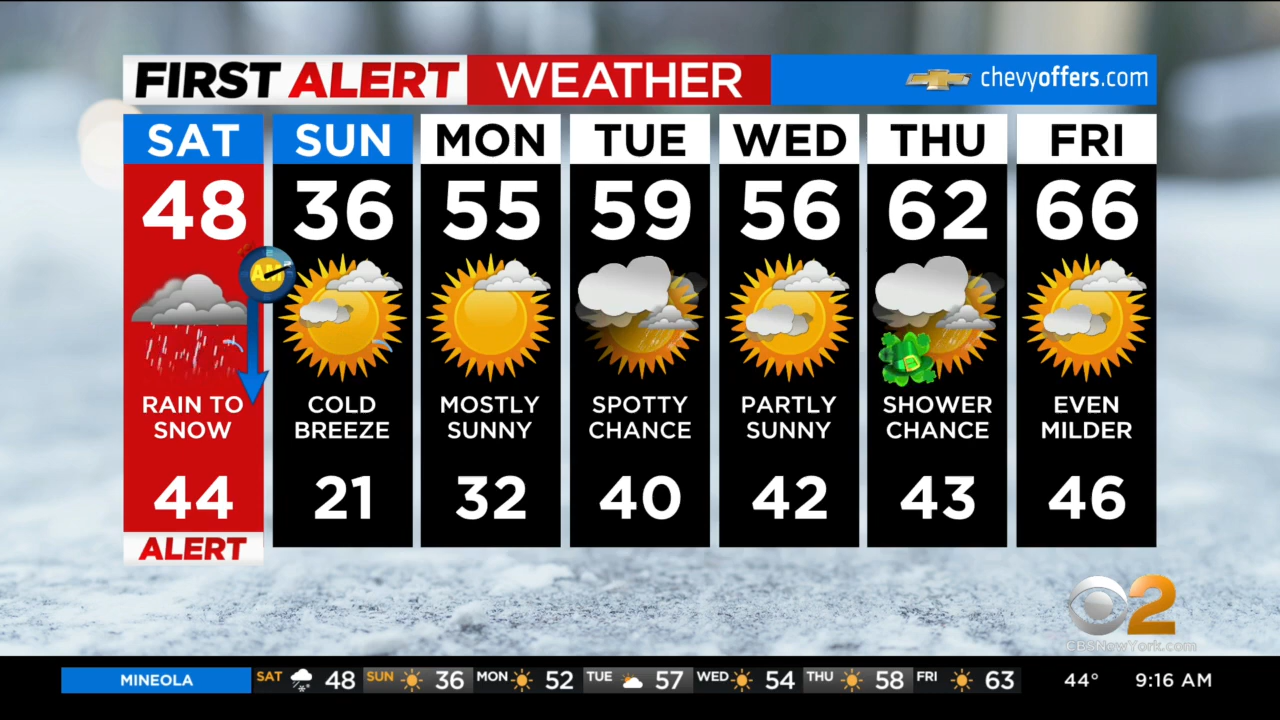 FIRST ALERT WEATHER
chevyoffers.com
SAT SUN MON TUE WED THU FRI
48 36 55 59 56 62 66
AM
RAIN TO COLD MOSTLY SPOTTY PARTLY SHOWER EVEN
SNOW BREEZE SUNNY CHANCE SUNNY CHANCE MILDER
44 21 32 40 42 43 46
ALERT
2
CBSNewYork.com
MINEOLA SAT 48 SUN 36 MON 52 TUE 57 WED 54 THU 58 FRI 63 44° 9:16 AM